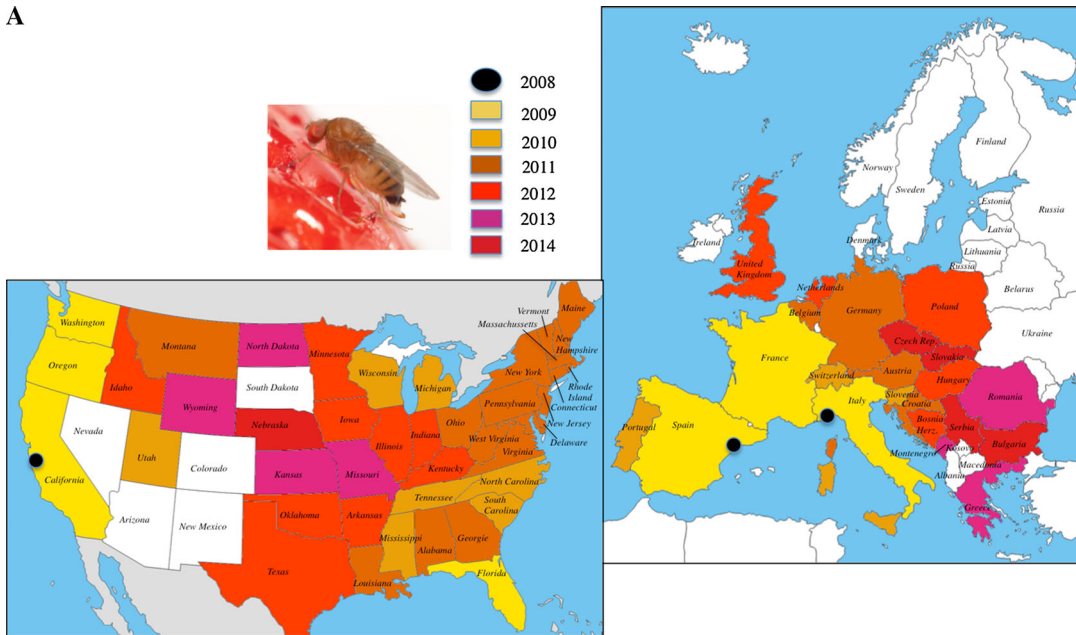 A
2008
2009
2010
2011
2012
2013
2014
Washington
Oregon
California
Nevada
Idaho
Montana
Wyoming
Utah
Arizona
Colorado
New Mexico
North Dakota
South Dakota
Nebraska
Kansas
Oklahoma
Texas
Minnesota
Iowa
Missouri
Arkansas
Louisiana
Wisconsin
Illinois
Michigan
Indiana
Ohio
Kentucky
Tennessee
Mississippi
Alabama
Georgie
Florida
South
Carolina
North Carolina
Virginia
West Virginia
Pennsylvania
New York
Vermont
Massachussetts
Maine
New
Hampshire
Rhode
Island
Connecticut
New Jersey
Delaware
Norway
Sweden
Finland
Estonia
Latvia
Lithuania
Russia
Russia
Belarus
Ukraine
Ireland
United
Kingdom
Denmark
Netherlands
Belgium
Germany
Poland
Czech Rep.
Slovakia
Austria
Hungary
Switzerland
France
Italy
Slovenia
Croatia
Bosnia
Herz.
Serbia
Romania
Bulgaria
Montenegro
Kosovo
Macedonia
Albania
Greece
Portugal
Spain